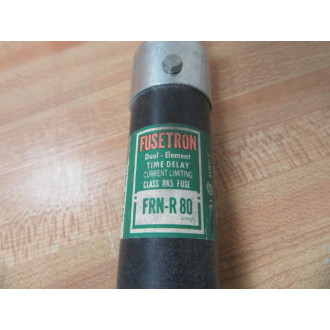 FUSETRON
Dual-Element
TIME DELAY
CURRENT LIMITING
CLASS RK5 FUSE
FRN-R 80